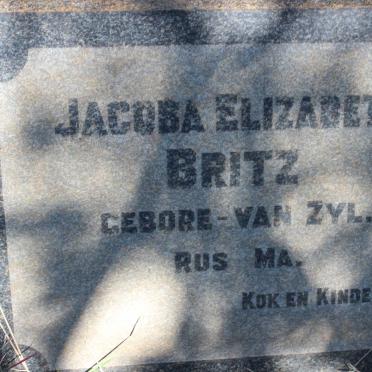 JACOBA ELIZABET
BRITZ
GEBORE-VAN ZYL.
RUS MA.
KOK EN KINDE